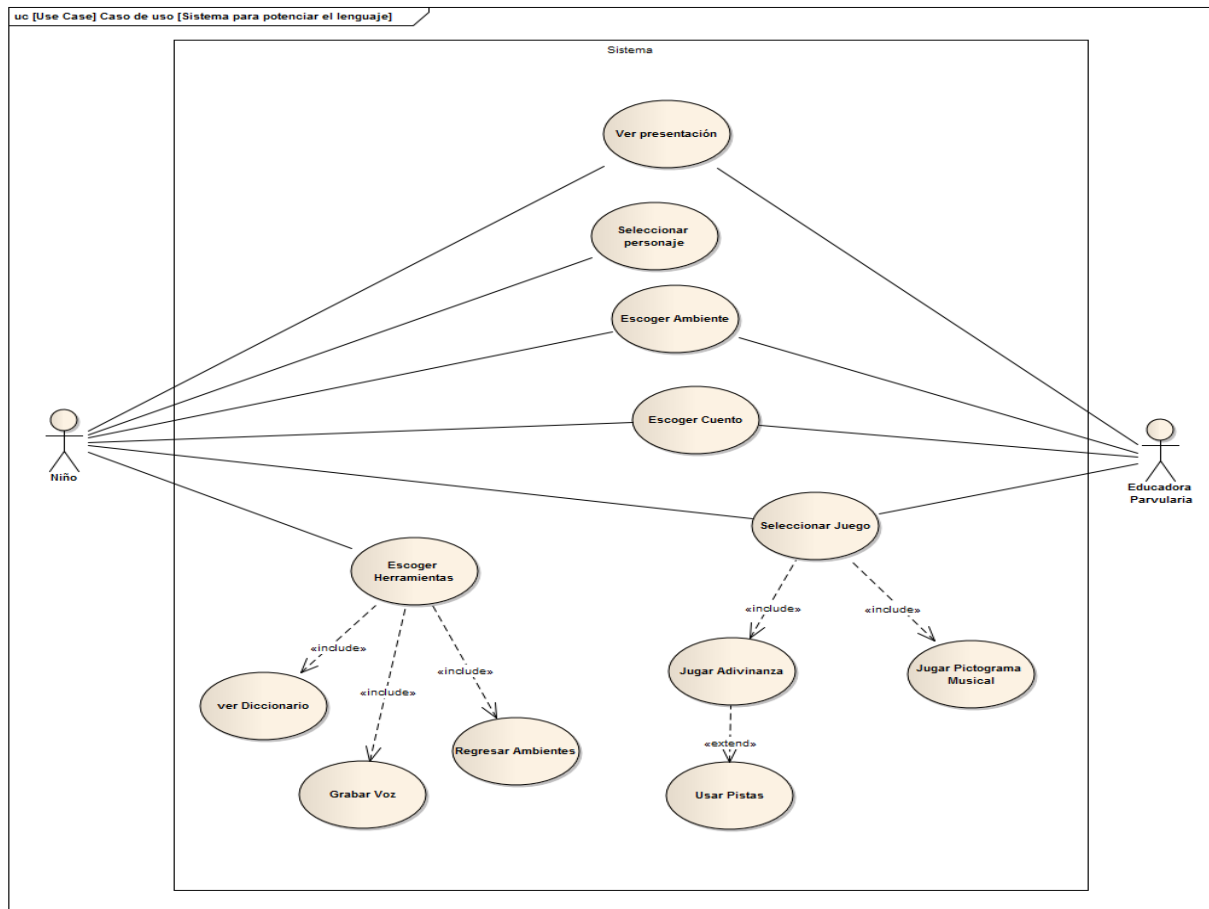 uc [Use Case] Caso de uso [Sistema para potenciar el lenguaje]
Sistema
Ver presentación
Seleccionar
personaje
Escoger Ambiente
Escoger Cuento
Niño
Educadora
Parvularia
Seleccionar Juego
Escoger
Herramientas
«include»
«include»
«include»
«include»
«include»
Jugar Adivinanza
Jugar Pictograma
Musical
ver Diccionario
Regresar Ambientes
«extend»
Grabar Voz
Usar Pistas